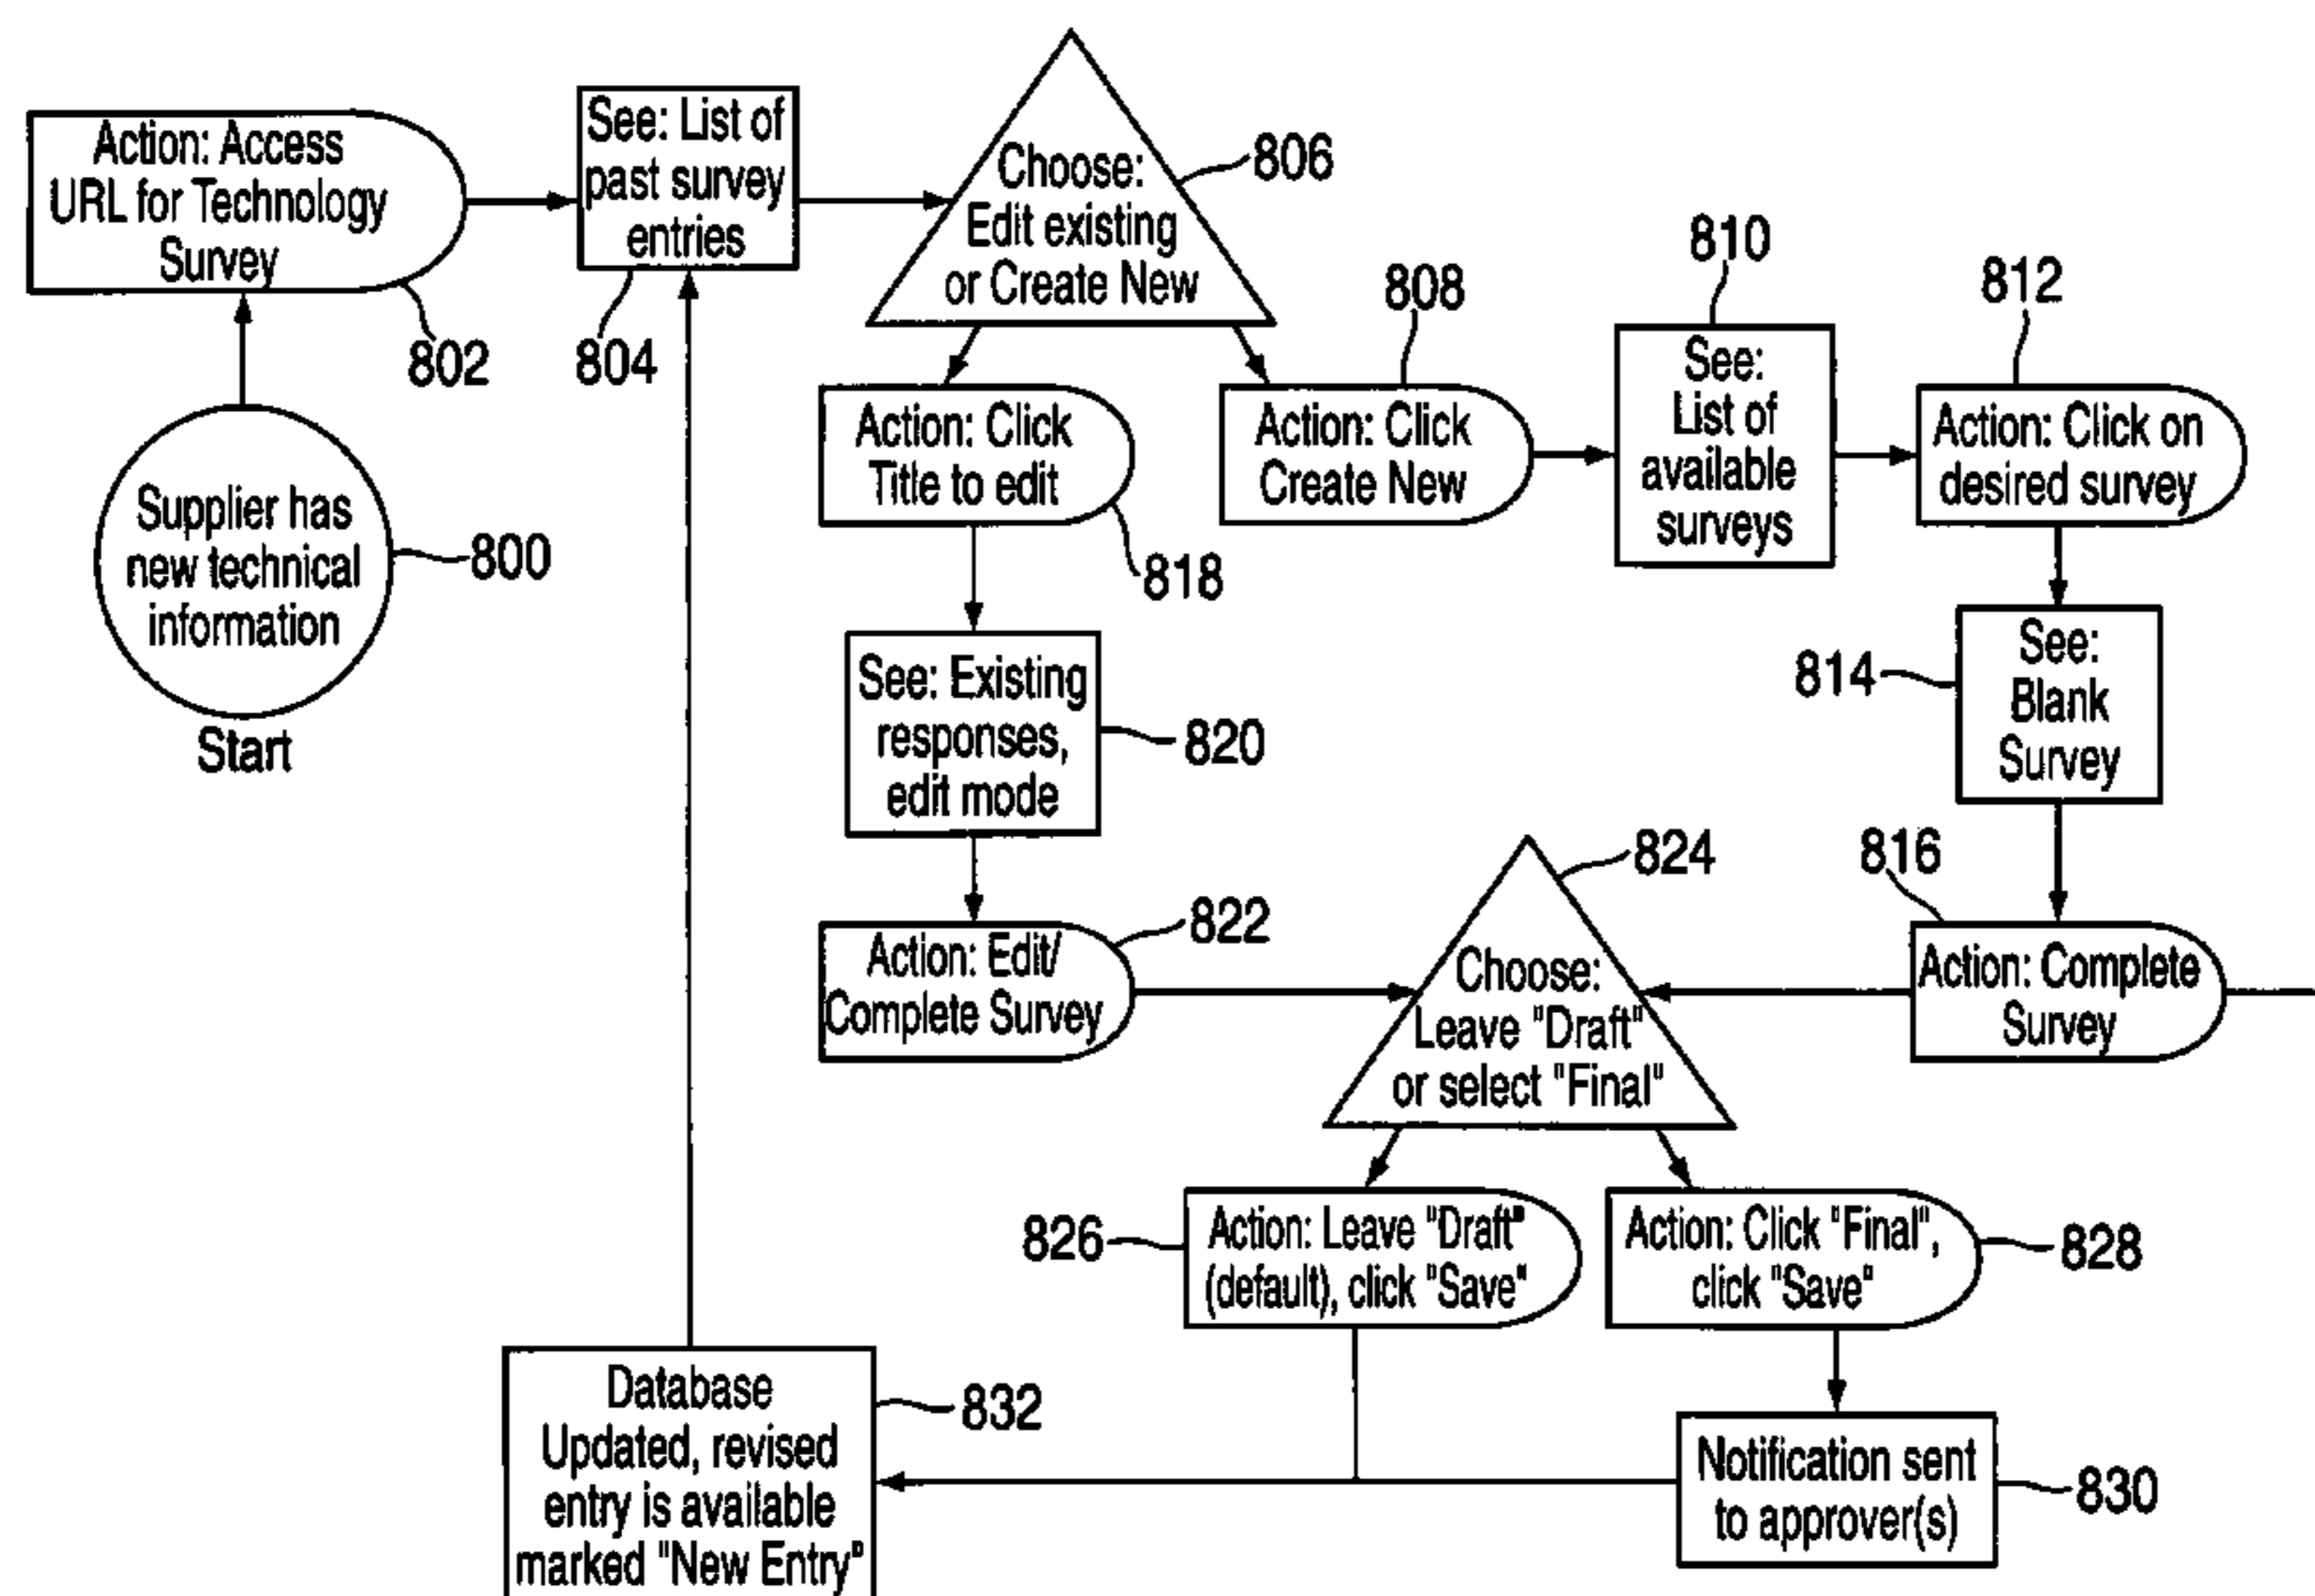 Action: Access
URL for Technology
Survey
802
See: List of
past survey
entries
804
Choose:
Edit existing
or Create New
806
Supplier has
new technical
information
800
Start
Action: Click
Title to edit
818
Action: Click
Create New
808
See:
List of
available
surveys
810
Action: Click on
desired survey
812
See: Existing
responses,
edit mode
820
See:
Blank
Survey
814
Action: Edit/
Complete Survey
822
Choose:
Leave "Draft"
or select "Final"
824
Action: Complete
Survey
816
Action: Leave "Draft"
(default), click "Save"
826
Action: Click "Final",
click "Save"
828
Database
Updated, revised
entry is available
marked "New Entry"
832
Notification sent
to approver(s)
830